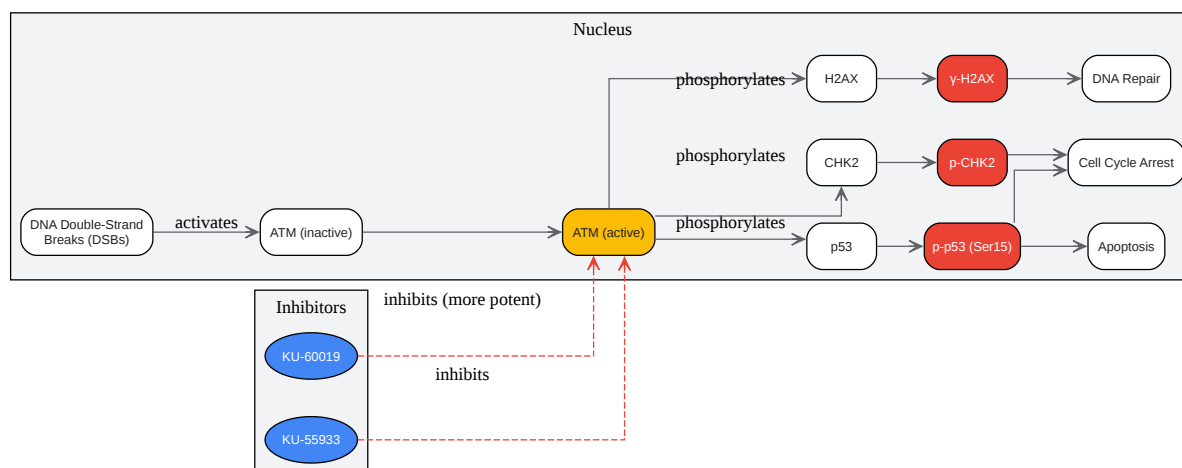 Nucleus
phosphorylates
H2AX
γ-H2AX
DNA Repair
phosphorylates
CHK2
p-CHK2
Cell Cycle Arrest
DNA Double-Strand
Breaks (DSBs)
activates
ATM (inactive)
ATM (active)
phosphorylates
p53
p-p53 (Ser15)
Apoptosis
Inhibitors
inhibits (more potent)
KU-60019
inhibits
KU-55933